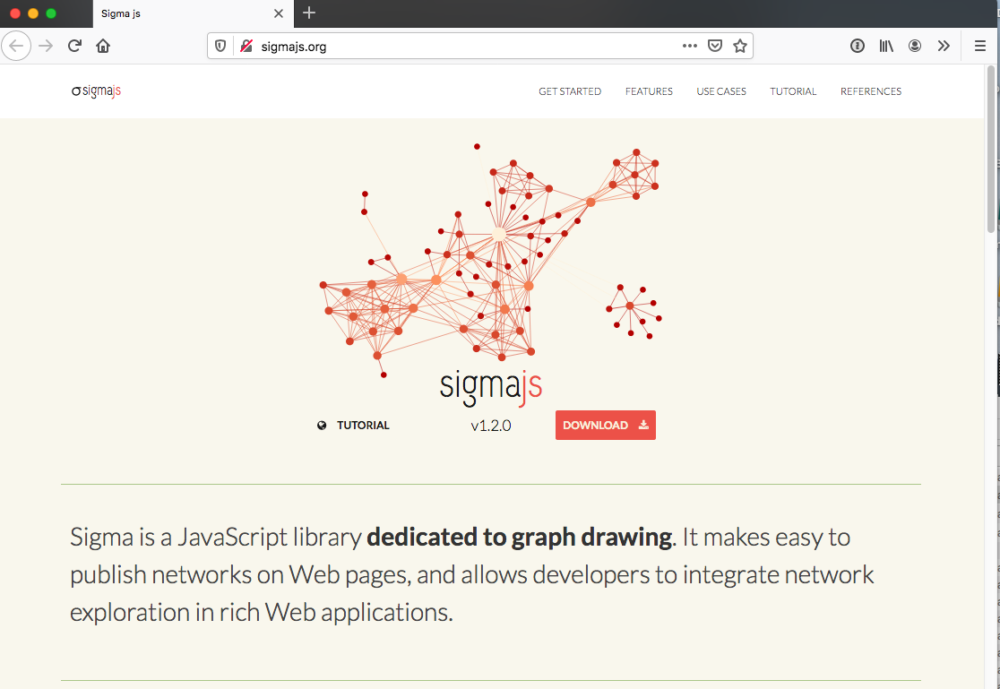 Sigma js
sigmajs.org
σsigmajs
GET STARTED
FEATURES
USE CASES
TUTORIAL
REFERENCES
sigmajs
TUTORIAL
v1.2.0
DOWNLOAD
Sigma is a JavaScript library dedicated to graph drawing. It makes easy to
publish networks on Web pages, and allows developers to integrate network
exploration in rich Web applications.